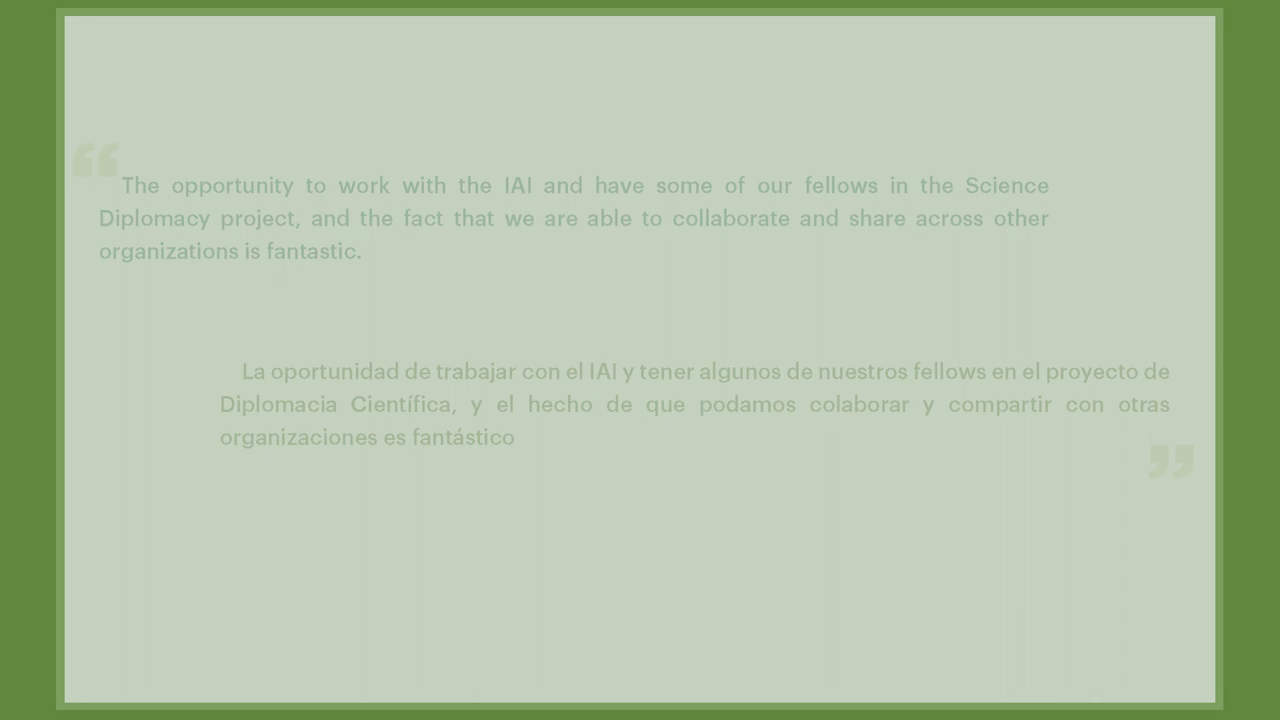 “The opportunity to work with the IAI and have some of our fellows in the Science
Diplomacy project, and the fact that we are able to collaborate and share across other
organizations is fantastic.
La oportunidad de trabajar con el IAI y tener algunos de nuestros fellows en el proyecto de
Diplomacia Científica, y el hecho de que podamos colaborar y compartir con otras
organizaciones es fantástico”